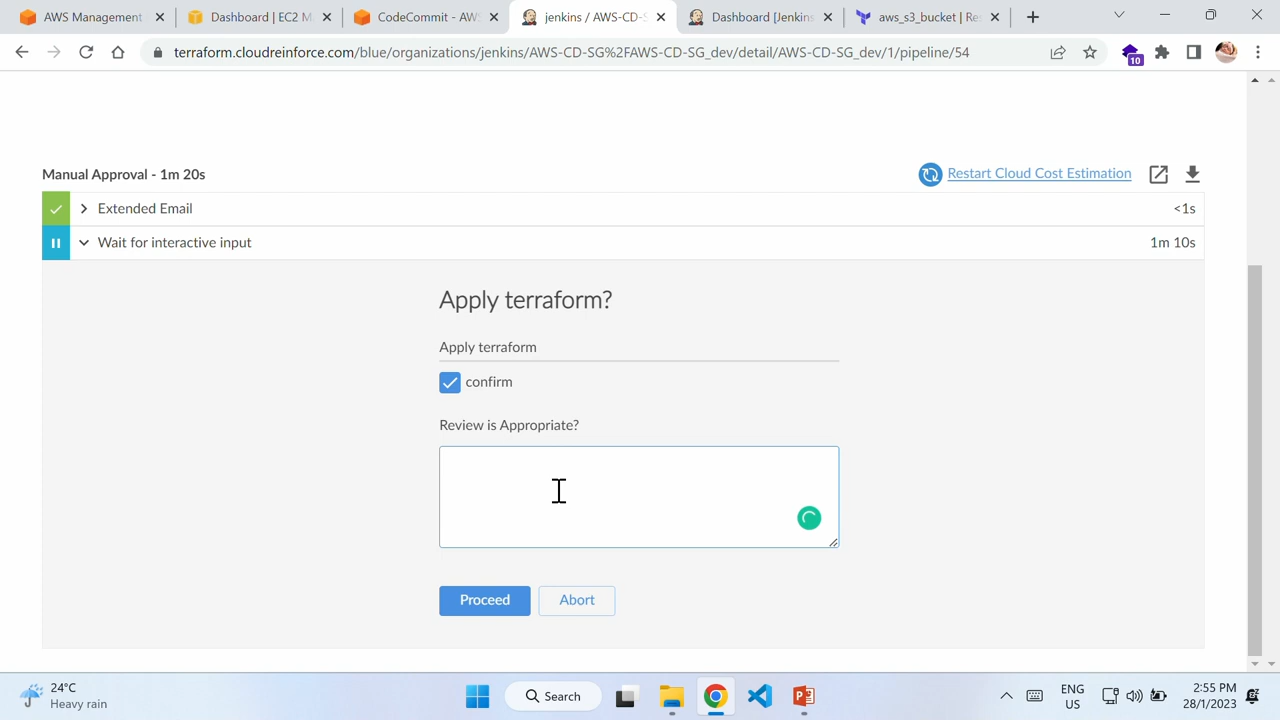 AWS Management
Dashboard | EC2 M
CodeCommit - AWS
jenkins / AWS-CD-S
Dashboard [Jenkins
aws_s3_bucket | Re
terraform.cloudreinforce.com/blue/organizations/jenkins/AWS-CD-SG%2FAWS-CD-SG_dev/detail/AWS-CD-SG_dev/1/pipeline/54
10
Manual Approval - 1m 20s
Restart Cloud Cost Estimation
Extended Email
<1s
Wait for interactive input
1m 10s
Apply terraform?
Apply terraform
confirm
Review is Appropriate?
Proceed
Abort
24°C
Heavy rain
Search
ENG
US
2:55 PM
28/1/2023